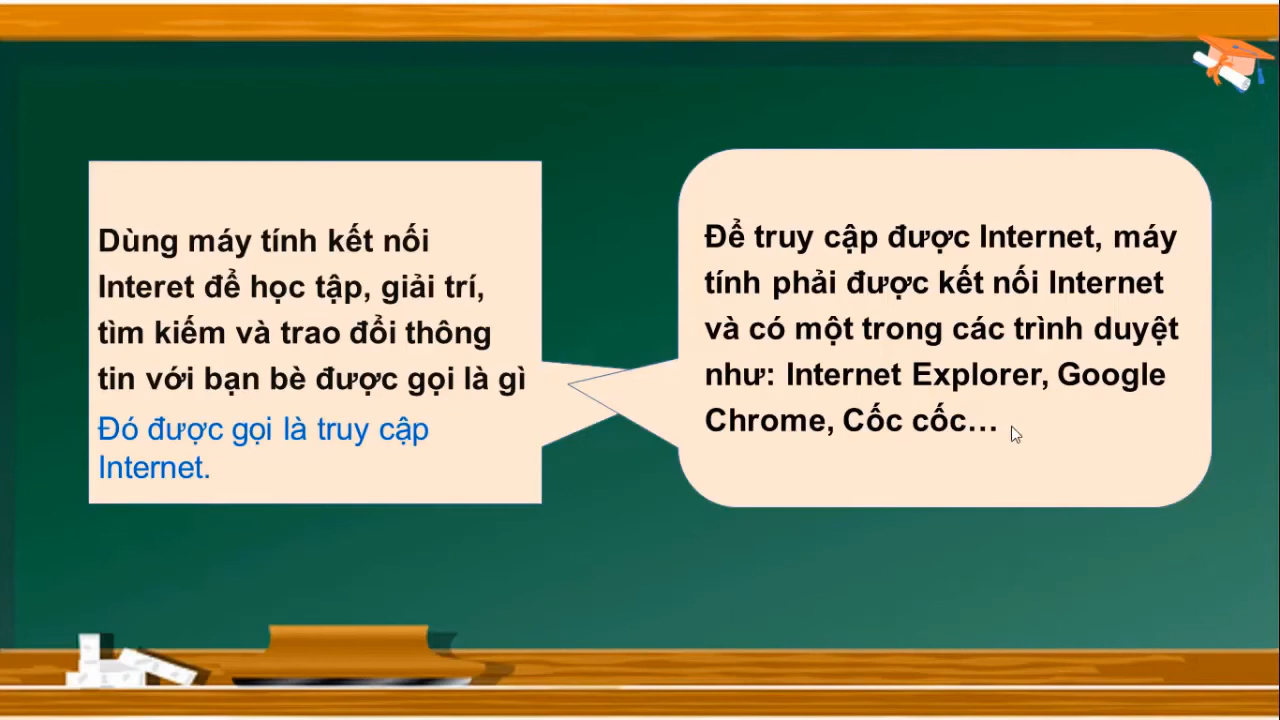 Dùng máy tính kết nối
Interet để học tập, giải trí,
tìm kiếm và trao đổi thông
tin với bạn bè được gọi là gì
Đó được gọi là truy cập
Internet.
Để truy cập được Internet, máy
tính phải được kết nối Internet
và có một trong các trình duyệt
như: Internet Explorer, Google
Chrome, Cốc cốc...